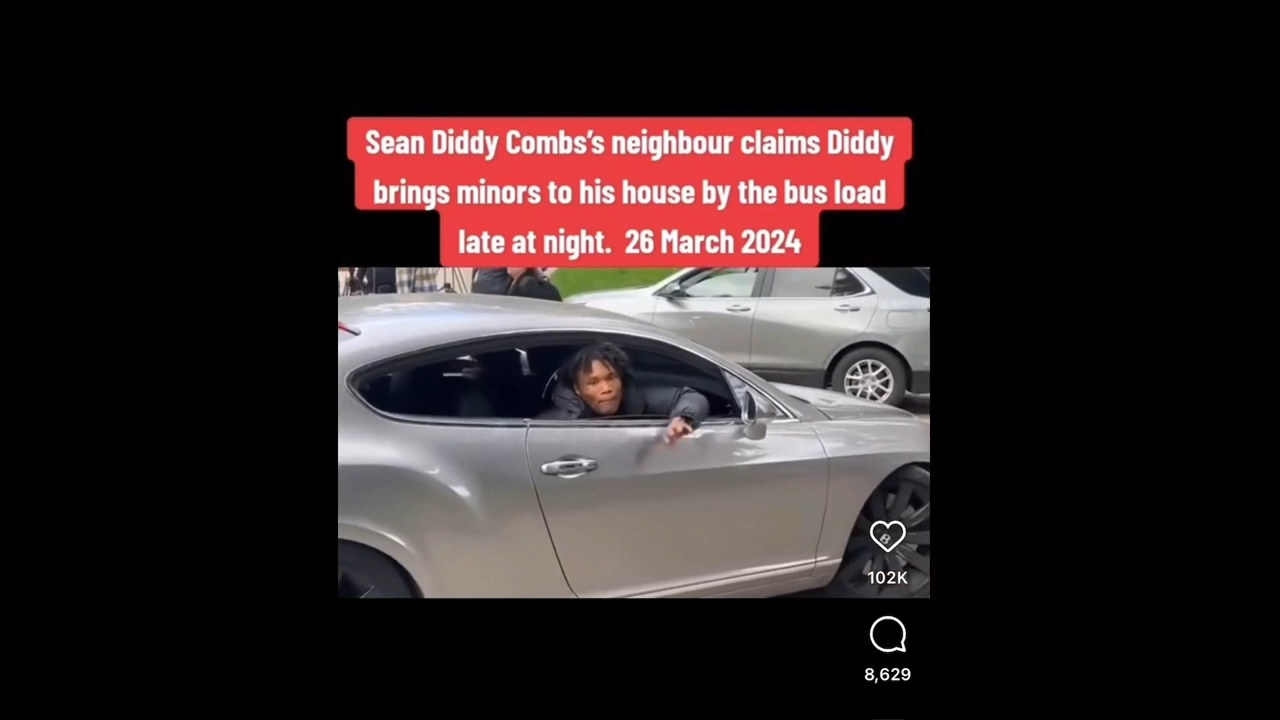 Sean Diddy Combs’s neighbour claims Diddy
brings minors to his house by the bus load
late at night.  26 March 2024
102K
8,629